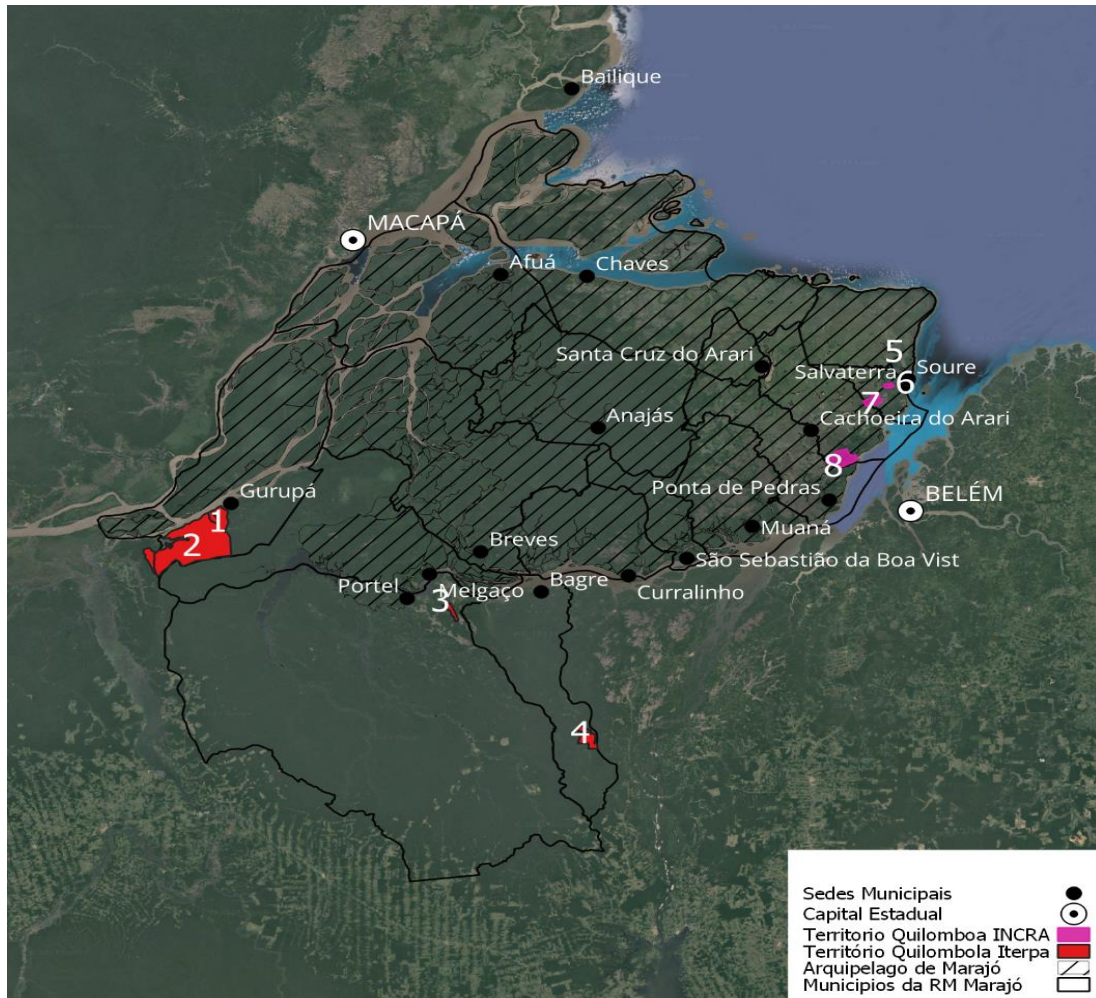 Bailique
MACAPÁ
Afuá
Chaves
Santa Cruz do Arari
5
Salvaterra
Soure
6
7
Anajás
Cachoeira do Arari
8
Gurupá
Ponta de Pedras
BELÉM
1
2
Muaná
Breves
São Sebastião da Boa Vist
Portel
Melgaço
Bagre
Curralinho
3
4
Sedes Municipais
Capital Estadual
Territorio Quilomboa INCRA
Território Quilombola Iterpa
Arquipelago de Marajó
Municipios da RM Marajó